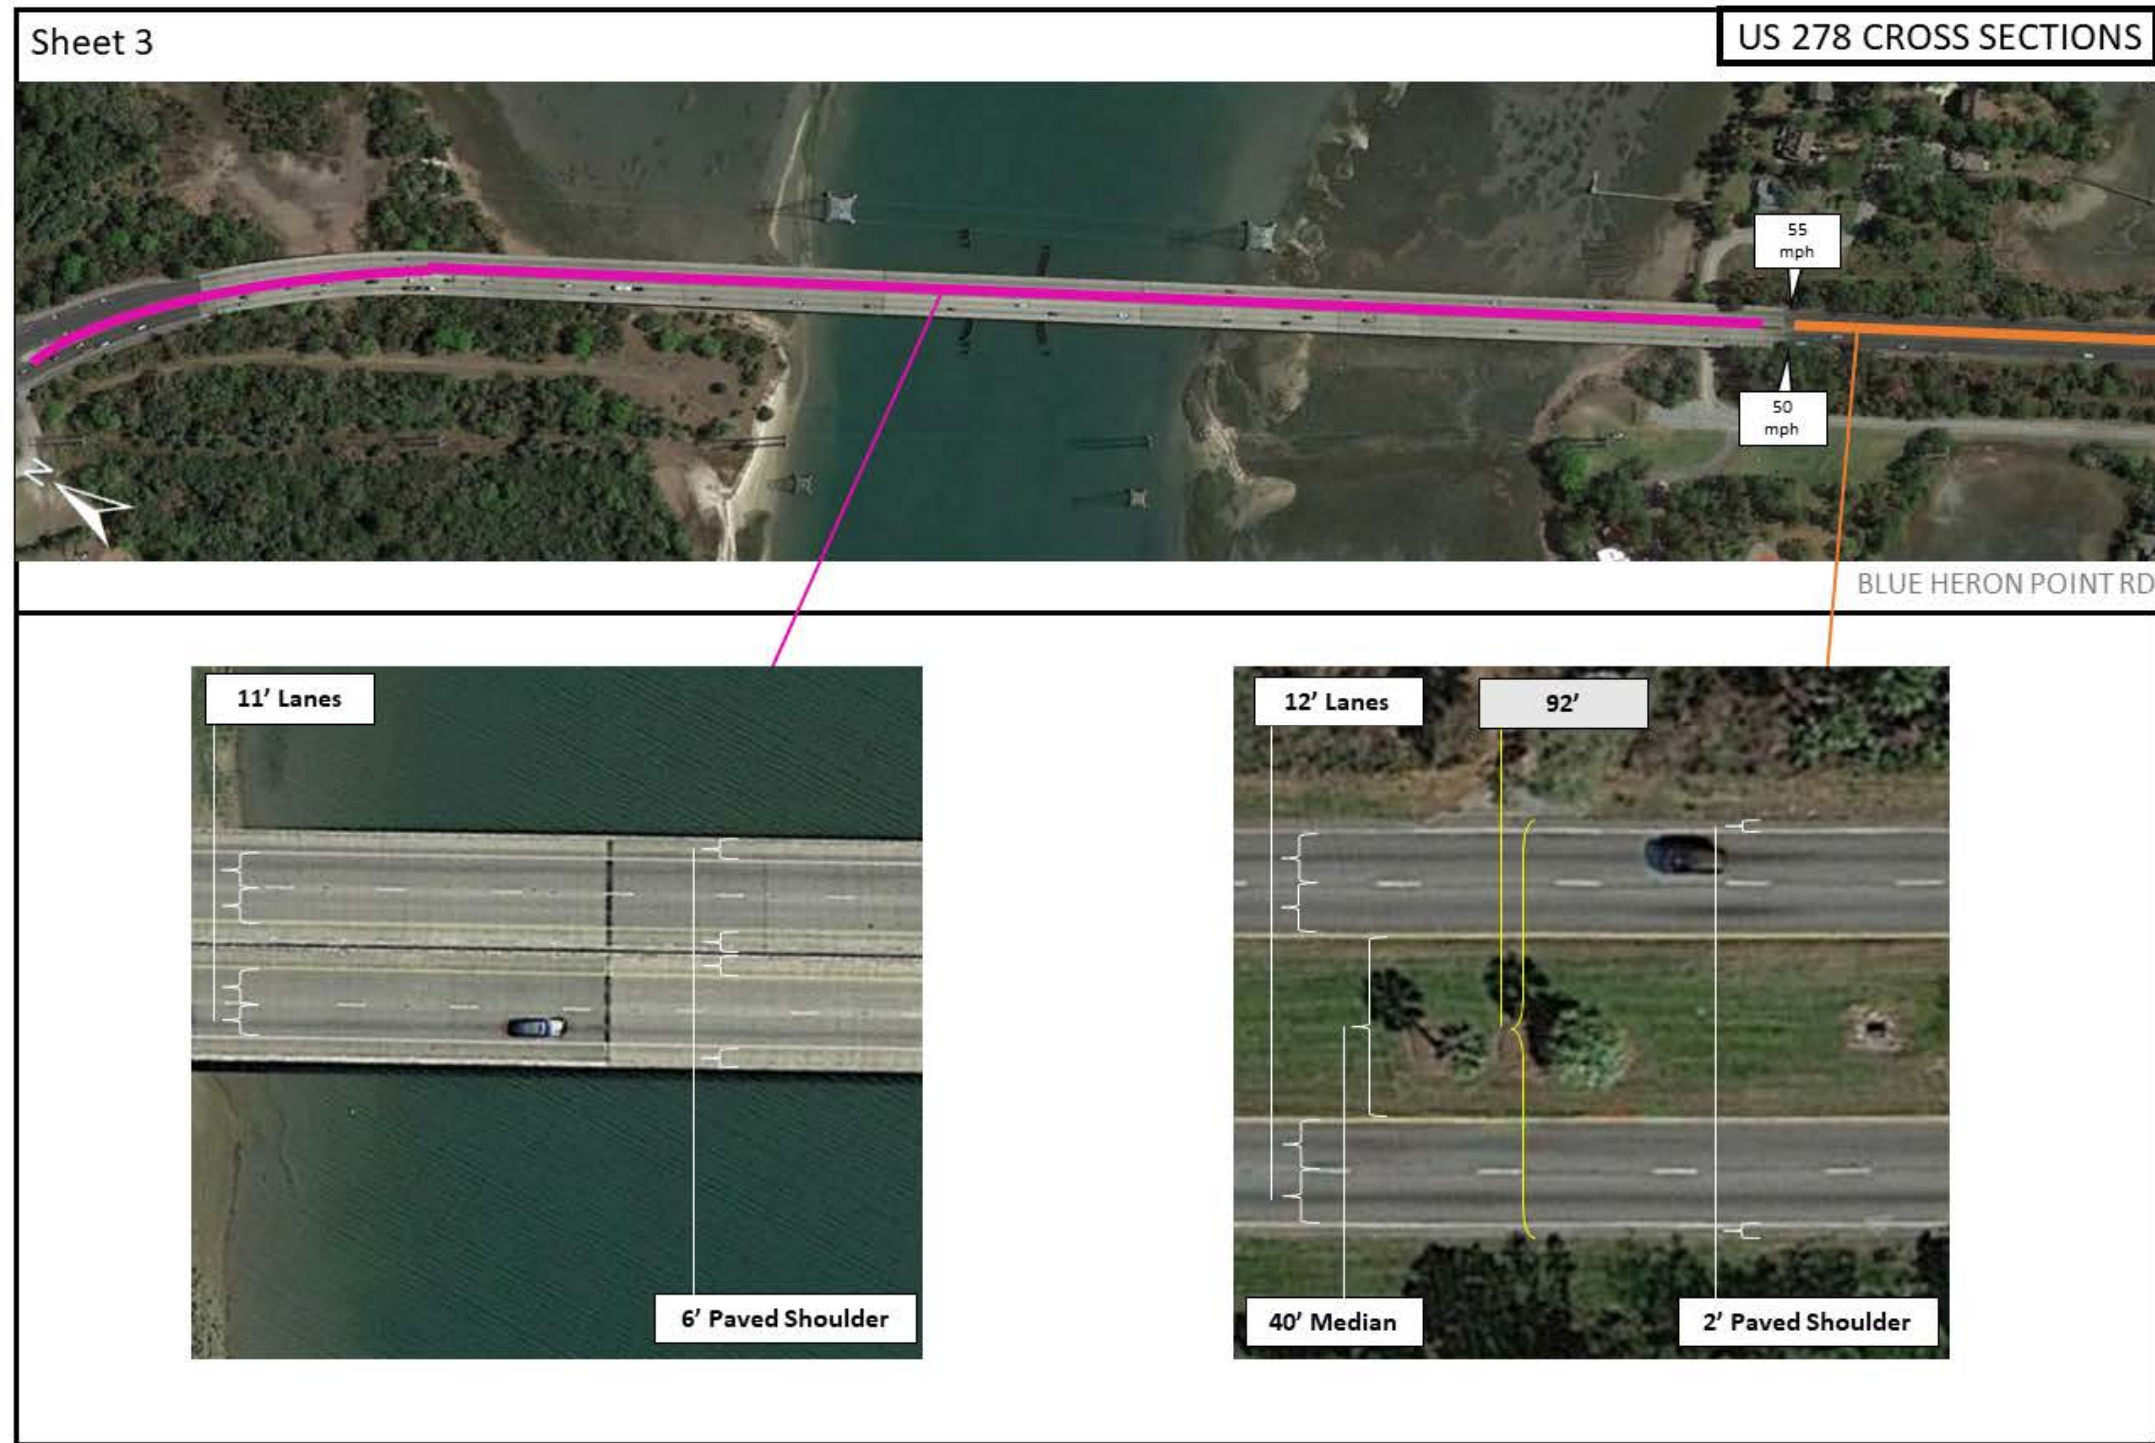 Sheet 3
US 278 CROSS SECTIONS
55
mph
50
mph
N
BLUE HERON POINT RD
11’ Lanes
6’ Paved Shoulder
12’ Lanes
92’
40’ Median
2’ Paved Shoulder